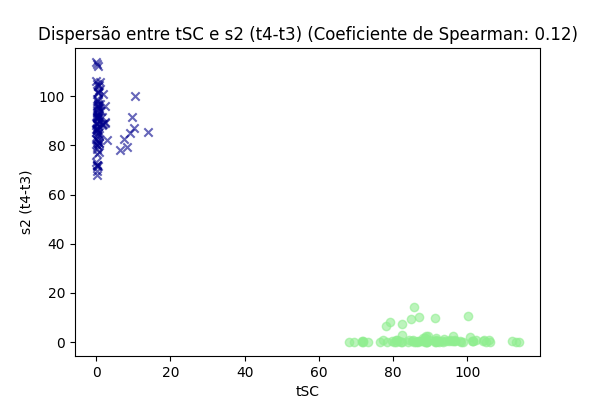 Dispersão entre tSC e s2 (t4-t3) (Coeficiente de Spearman: 0.12)
s2 (t4-t3)
100
80
60
40
20
0
0 20 40 60 80 100
tSC